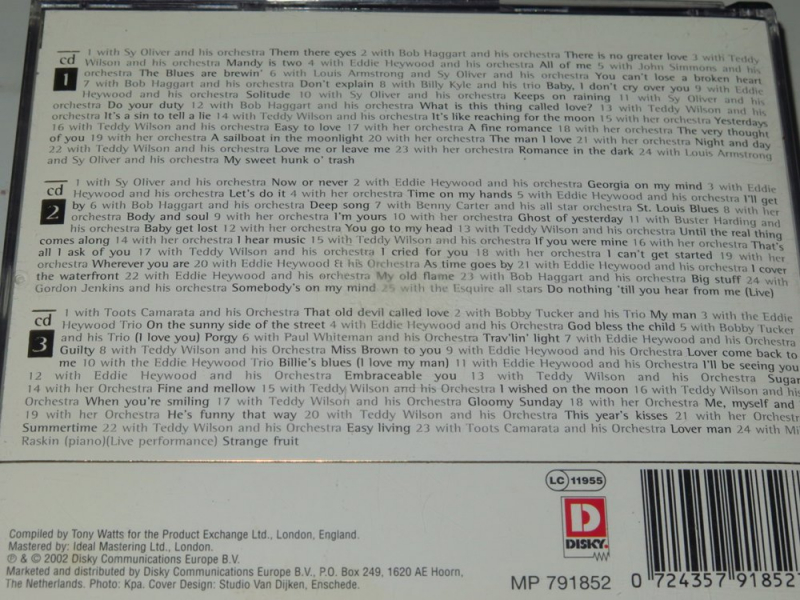 1 with Sy Oliver and his orchestra Them there eyes 2 with Bob Haggart and his orchestra There is no greater love 3 with Teddy
cd Wilson and his orchestra Mandy is two 4 with Eddie Heywood and his orchestra All of me 5 with John Simmons and his
1 orchestra The Blues are brewin' 6 with Louis Armstrong and Sy Oliver and his orchestra You can't lose a broken heart
7 with Bob Haggart and his orchestra Don't explain 8 with Billy Kyle and his trio Baby, I don't cry over you 9 with Eddie
Heywood and his orchestra Solitude 10 with Sy Oliver and his orchestra Keeps on raining 11 with Sy Oliver and his
orchestra Do your duty 12 with Bob Haggart and his orchestra What is this thing called love? 13 with Teddy Wilson and his
orchestra It's a sin to tell a lie 14 with Teddy Wilson and his orchestra It's like reaching for the moon 15 with her orchestra Yesterdays
16 with Teddy Wilson and his orchestra Easy to love 17 with her orchestra A fine romance 18 with her orchestra The very thought
of you 19 with her orchestra A sailboat in the moonlight 20 with her orchestra The man I love 21 with her orchestra Night and day
22 with Teddy Wilson and his orchestra Love me or leave me 23 with her orchestra Romance in the dark 24 with Louis Armstrong
and Sy Oliver and his orchestra My sweet hunk o' trash
1 with Sy Oliver and his orchestra Now or never 2 with Eddie Heywood and his orchestra Georgia on my mind 3 with Eddie
cd Heywood and his orchestra Let's do it 4 with her orchestra Time on my hands 5 with Eddie Heywood and his orchestra I'll get
2 by 6 with Bob Haggart and his orchestra Deep song 7 with Benny Carter and his all star orchestra St. Louis Blues 8 with her
orchestra Body and soul 9 with her orchestra I'm yours 10 with her orchestra Ghost of yesterday 11 with Buster Harding and
his orchestra Baby get lost 12 with her orchestra You go to my head 13 with Teddy Wilson and his orchestra Until the real thing
comes along 14 with her orchestra I hear music 15 with Teddy Wilson and his orchestra If you were mine 16 with her orchestra That's
all I ask of you 17 with Teddy Wilson and his orchestra I cried for you 18 with her orchestra I can't get started 19 with her
orchestra Wherever you are 20 with Eddie Heywood & his Orchestra As time goes by 21 with Eddie Heywood and his orchestra I cover
the waterfront 22 with Eddie Heywood and his orchestra My old flame 23 with Bob Haggart and his orchestra Big stuff 24 with
Gordon Jenkins and his orchestra Somebody's on my mind 25 with the Esquire all stars Do nothing 'till you hear from me (Live)
1 with Toots Camarata and his Orchestra That old devil called love 2 with Bobby Tucker and his Trio My man 3 with the Eddie
cd Heywood Trio On the sunny side of the street 4 with Eddie Heywood and his Orchestra God bless the child 5 with Bobby Tucker
3 and his Trio (I love you) Porgy 6 with Paul Whiteman and his Orchestra Trav'lin' light 7 with Eddie Heywood and his Orchestra
Guilty 8 with Teddy Wilson and his Orchestra Miss Brown to you 9 with Eddie Heywood and his Orchestra Lover come back to
me 10 with the Eddie Heywood Trio Billie's blues (I love my man) 11 with Eddie Heywood and his Orchestra I'll be seeing you
12 with Eddie Heywood and his Orchestra Embraceable you 13 with Teddy Wilson and his Orchestra Sugar
14 with her Orchestra Fine and mellow 15 with Teddy Wilson and his Orchestra I wished on the moon 16 with Teddy Wilson and his
Orchestra When you're smiling 17 with Teddy Wilson and his Orchestra Gloomy Sunday 18 with her Orchestra Me, myself and
19 with her Orchestra He's funny that way 20 with Teddy Wilson and his Orchestra This year's kisses 21 with her Orchestra
Summertime 22 with Teddy Wilson and his Orchestra Easy living 23 with Toots Camarata and his Orchestra Lover man 24 with
Raskin (piano)(Live performance) Strange fruit
LC 11955
D
DISKY.
Compiled by Tony Watts for the Product Exchange Ltd., London, England.
Mastered by: Ideal Mastering Ltd., London.
℗ & © 2002 Disky Communications Europe B.V.
Marketed and distributed by Disky Communications Europe B.V., P.O. Box 249, 1620 AE Hoorn,
The Netherlands. Photo: Kpa. Cover Design: Studio Van Dijken, Enschede.
MP 791852
0 724357 91852